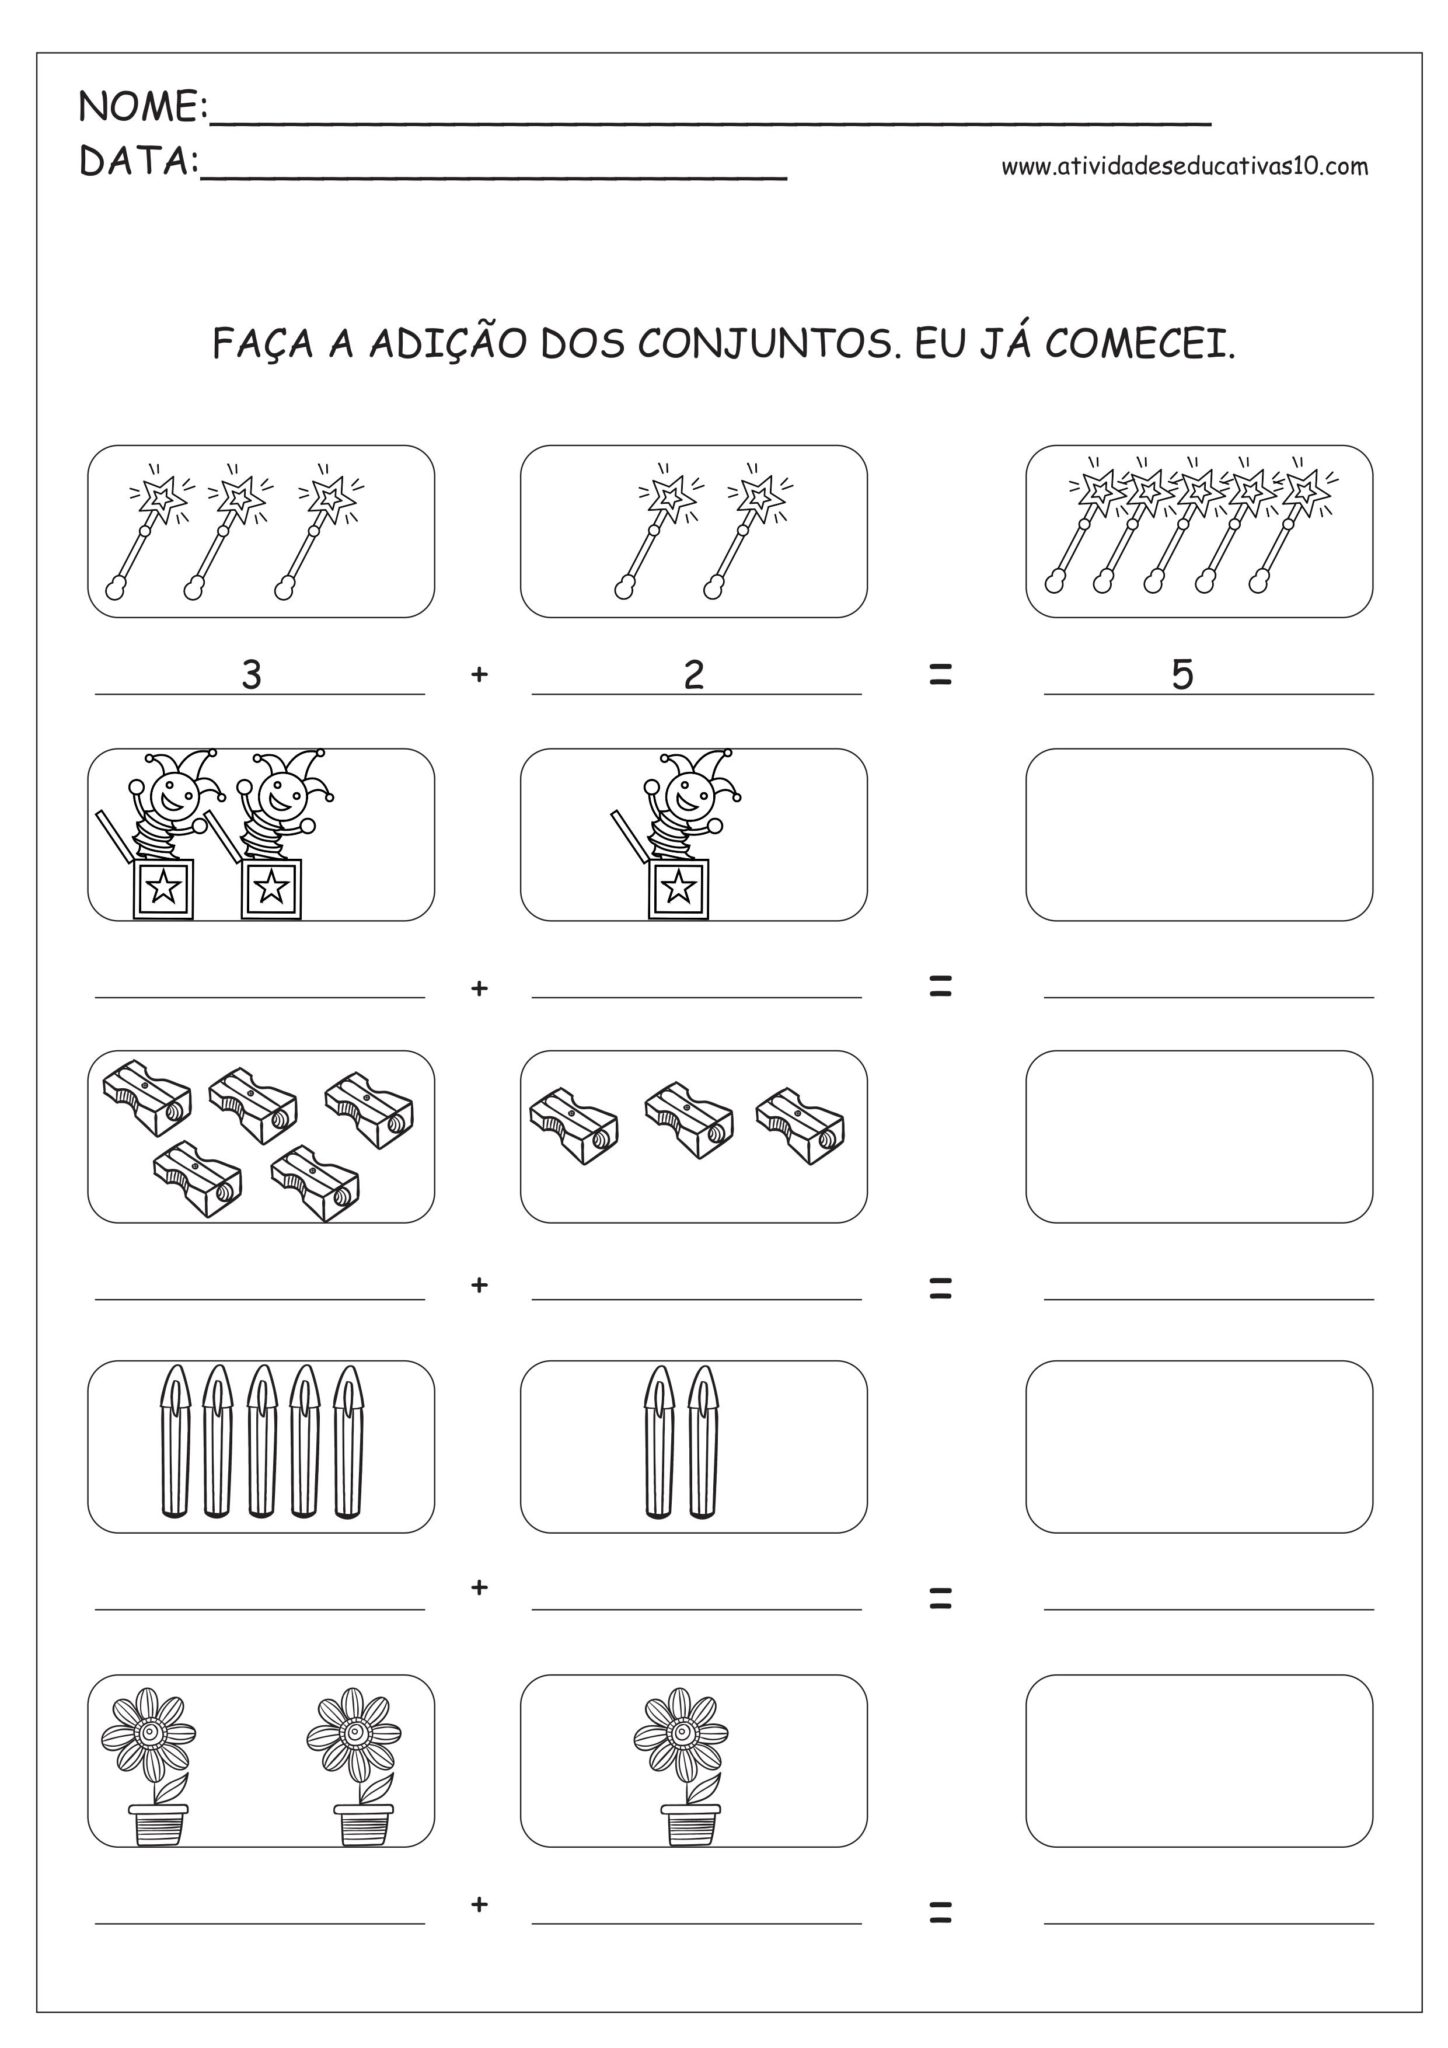 NOME:
DATA:
www.atividadeseducativas10.com
FAÇA A ADIÇÃO DOS CONJUNTOS. EU JÁ COMECEI.
3 + 2 = 5
+ =
+ =
+ =
+ =